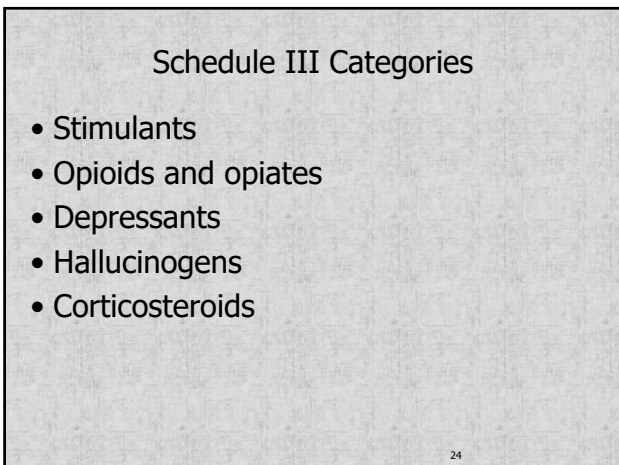 Schedule III Categories
• Stimulants
• Opioids and opiates
• Depressants
• Hallucinogens
• Corticosteroids
24